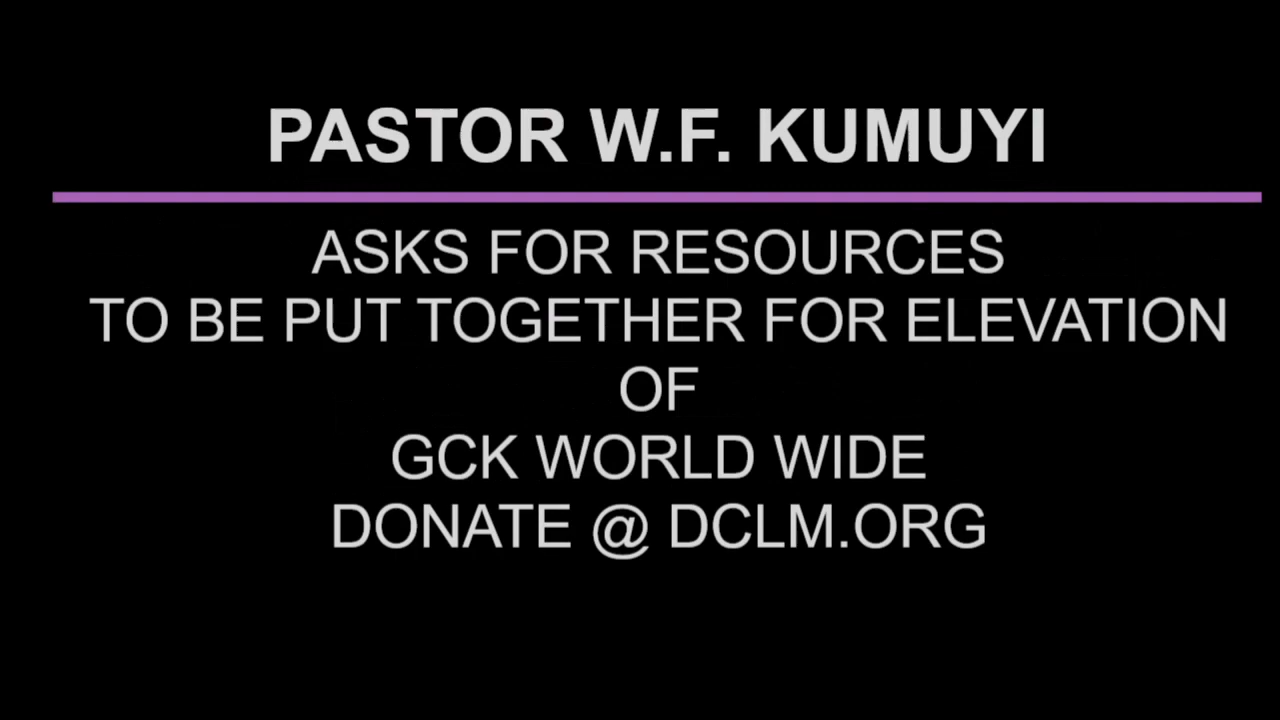 PASTOR W.F. KUMUYI
ASKS FOR RESOURCES
TO BE PUT TOGETHER FOR ELEVATION
OF
GCK WORLD WIDE
DONATE @ DCLM.ORG